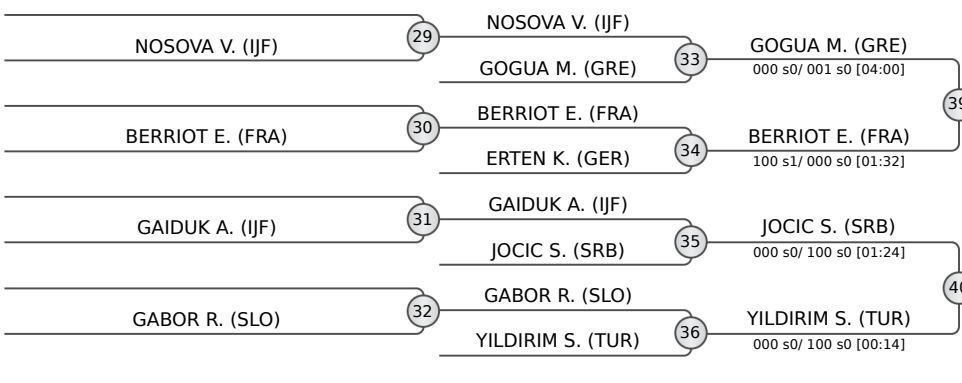 NOSOVA V. (IJF)
29
NOSOVA V. (IJF)
GOGUA M. (GRE)
33
GOGUA M. (GRE)
000 s0/ 001 s0 [04:00]
39
BERRIOT E. (FRA)
30
BERRIOT E. (FRA)
ERTEN K. (GER)
34
BERRIOT E. (FRA)
100 s1/ 000 s0 [01:32]
GAIDUK A. (IJF)
31
GAIDUK A. (IJF)
JOCIC S. (SRB)
35
JOCIC S. (SRB)
000 s0/ 100 s0 [01:24]
40
GABOR R. (SLO)
32
GABOR R. (SLO)
YILDIRIM S. (TUR)
36
YILDIRIM S. (TUR)
000 s0/ 100 s0 [00:14]